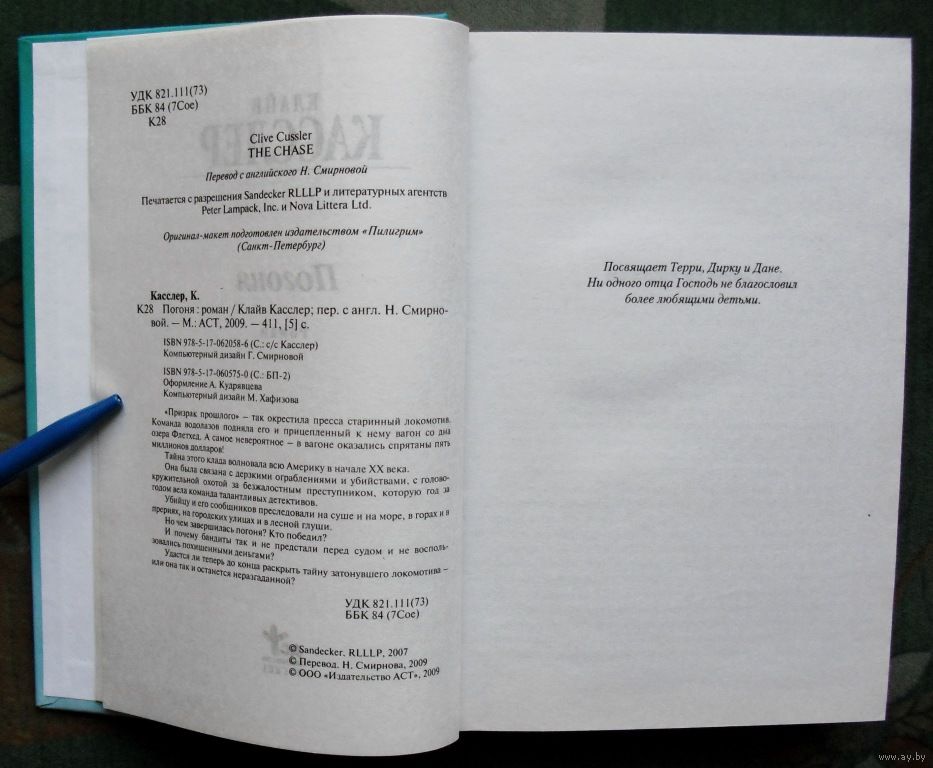 УДК 821.111(73)
ББК 84 (7Сое)
К28
Clive Cussler
THE CHASE
Перевод с английского Н. Смирновой
Печатается с разрешения Sandecker RLLLP и литературных агентств
Peter Lampack, Inc. и Nova Littera Ltd.
Оригинал-макет подготовлен издательством «Пилигрим»
(Санкт-Петербург)
Касслер, К.
К28 Погоня : роман / Клайв Касслер; пер. с англ. Н. Смирно-
вой. — М.: АСТ, 2009. — 411, [5] с.
ISBN 978-5-17-062058-6 (С.: с/с Касслер)
Компьютерный дизайн Г. Смирновой
ISBN 978-5-17-060575-0 (С.: БП-2)
Оформление А. Кудрявцева
Компьютерный дизайн М. Хафизова
«Призрак прошлого» — так окрестила пресса старинный локомотив.
Команда водолазов подняла его и прицепленный к нему вагон со дна
озера Флетхед. А самое невероятное — в вагоне оказались спрятаны пять
миллионов долларов!
Тайна этого клада волновала всю Америку в начале XX века.
Она была связана с дерзкими ограблениями и убийствами, с голово-
кружительной охотой за безжалостным преступником, которую год за
годом вела команда талантливых детективов.
Убийцу и его сообщников преследовали на суше и на море, в горах и в
прериях, на городских улицах и в лесной глуши.
Но чем завершилась погоня? Кто победил?
И почему бандиты так и не предстали перед судом и не восполь-
зовались похищенными деньгами?
Удастся ли теперь до конца раскрыть тайну затонувшего локомотива —
или она так и останется неразгаданной?
УДК 821.111(73)
ББК 84 (7Сое)
© Sandecker, RLLLP, 2007
© Перевод. Н. Смирнова, 2009
© ООО «Издательство АСТ», 2009
Посвящает Терри, Дирку и Дане.
Ни одного отца Господь не благословил
более любящими детьми.
www.ay.by